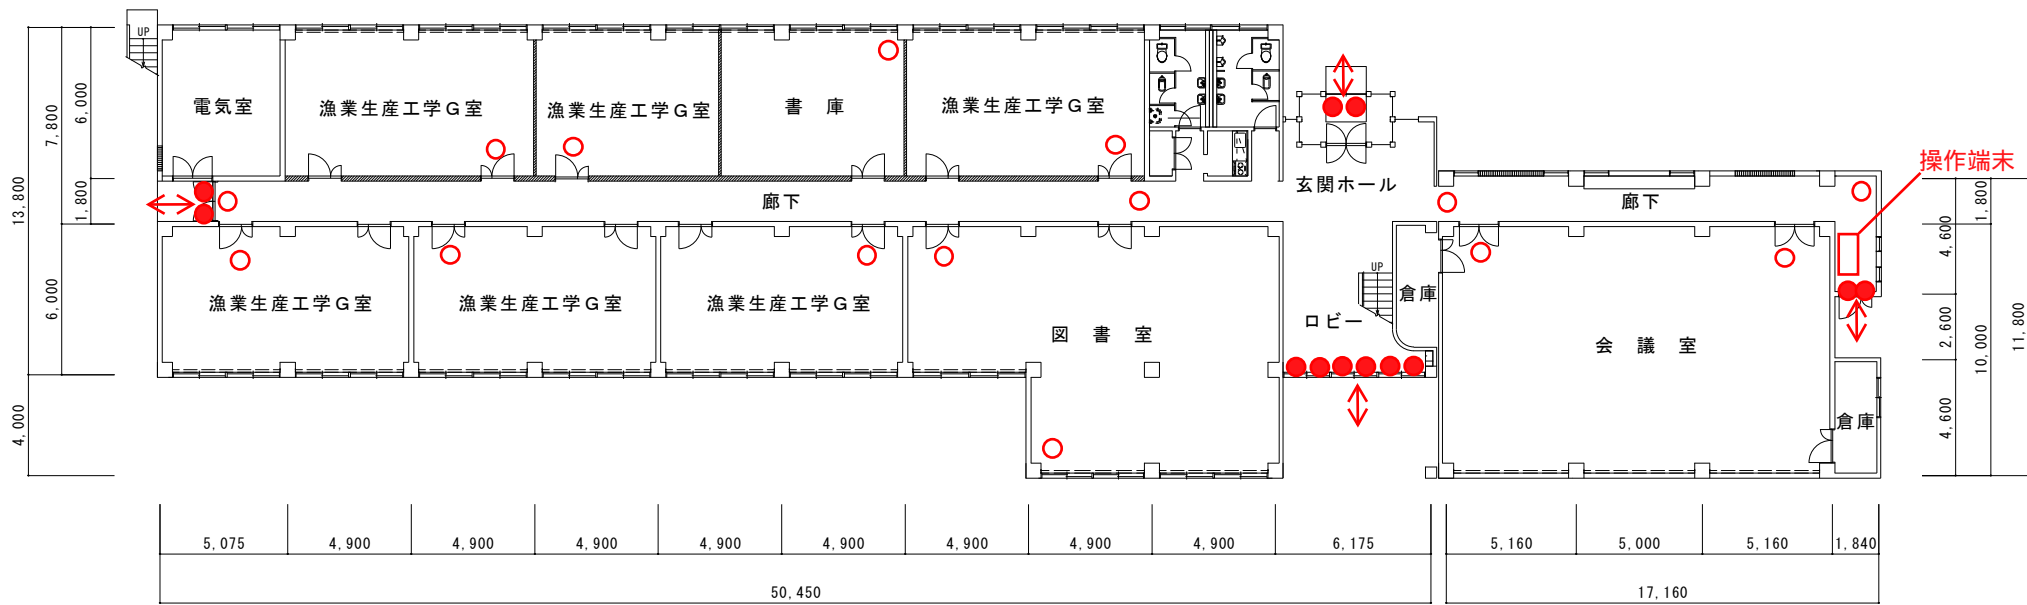 UP
電気室
漁業生産工学G室
漁業生産工学G室
書　庫
漁業生産工学G室
操作端末
玄関ホール
廊下
廊下
漁業生産工学G室
漁業生産工学G室
漁業生産工学G室
図　書　室
ロビー
UP
倉庫
会　議　室
倉庫
13,800
7,800
6,000
1,800
6,000
4,000
1,800
4,600
2,600
10,000
4,600
11,800
5,075
4,900
4,900
4,900
4,900
4,900
4,900
4,900
4,900
6,175
5,160
5,000
5,160
1,840
50,450
17,160